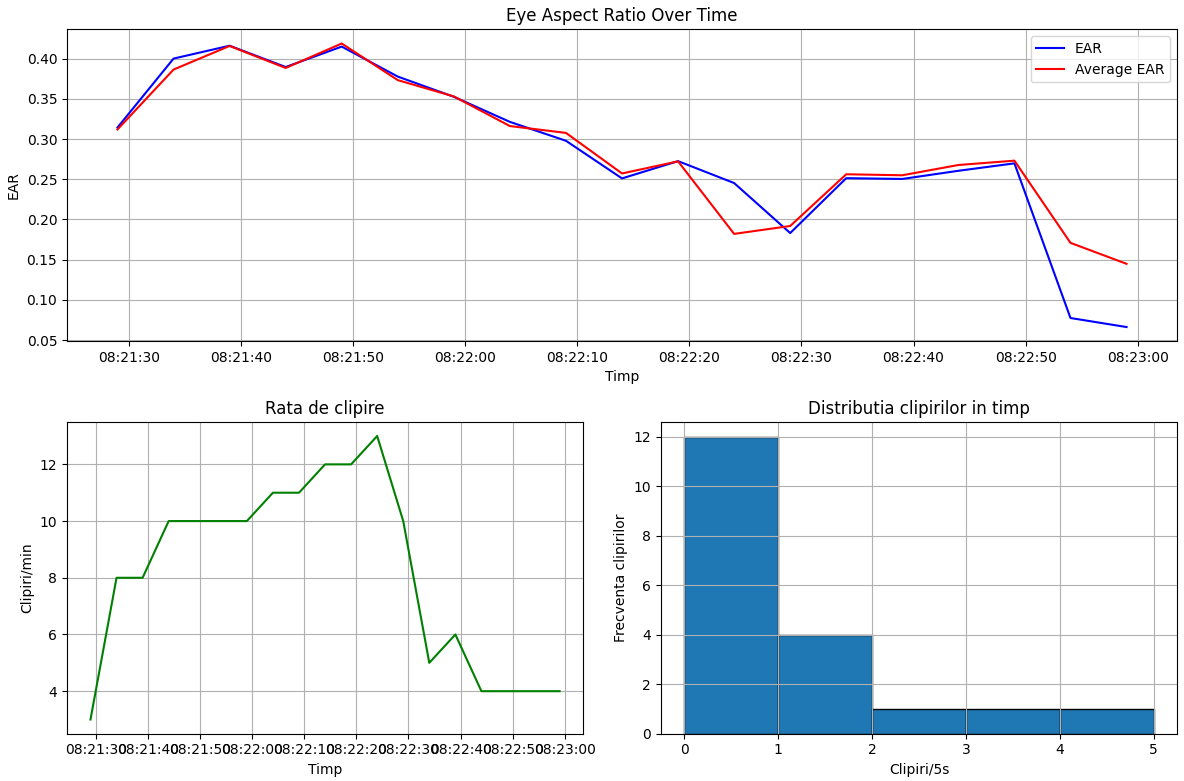 Eye Aspect Ratio Over Time
EAR
Average EAR
0.40
0.35
0.30
0.25
0.20
0.15
0.10
0.05
EAR
08:21:30 08:21:40 08:21:50 08:22:00 08:22:10 08:22:20 08:22:30 08:22:40 08:22:50 08:23:00
Timp
Rata de clipire
12
10
8
6
4
Clipiri/min
08:21:30 08:21:40 08:21:50 08:22:00 08:22:10 08:22:20 08:22:30 08:22:40 08:22:50 08:23:00
Timp
Distributia clipirilor in timp
12
10
8
6
4
2
0
Frecventa clipirilor
0 1 2 3 4 5
Clipiri/5s